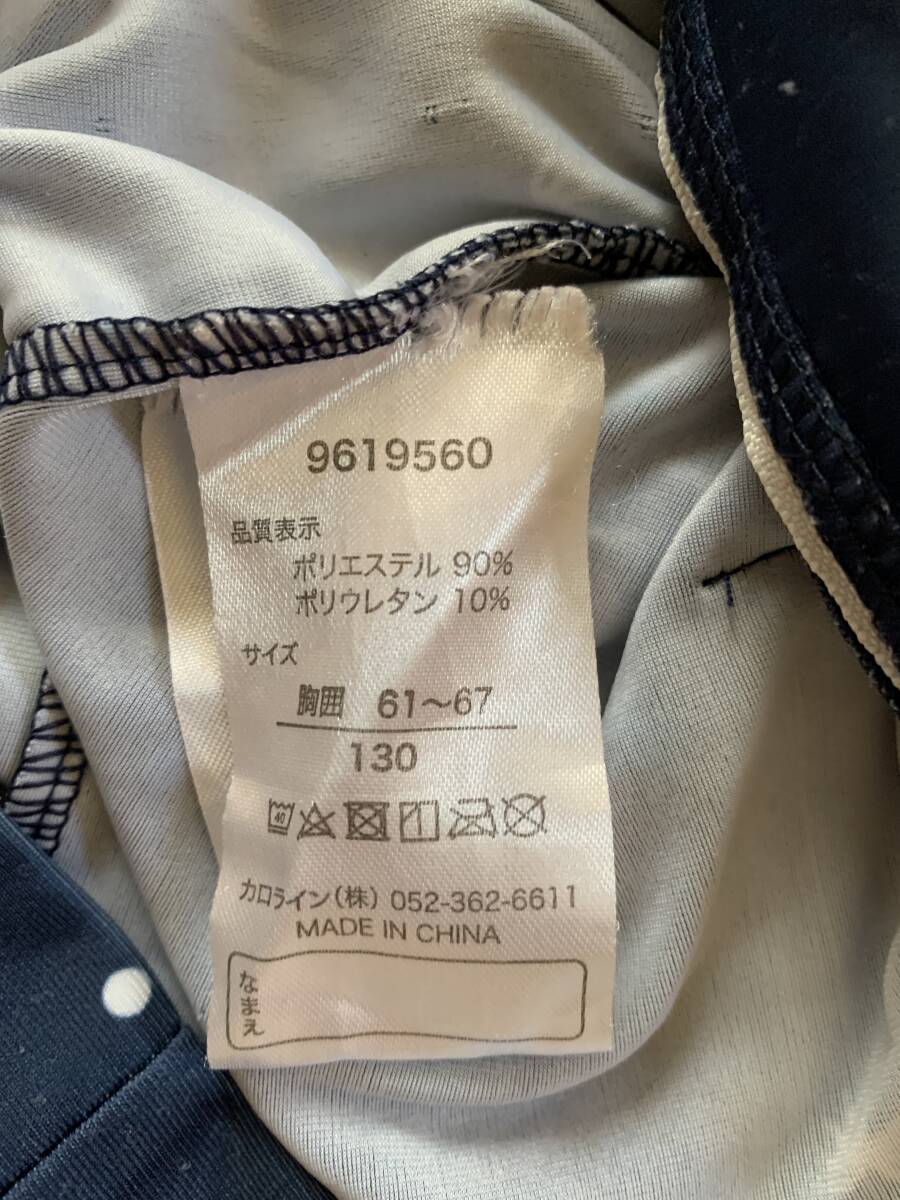 9619560
品質表示
ポリエステル 90%
ポリウレタン 10%
サイズ
胸囲 61〜67
130
40
カロライン(株) 052-362-6611
MADE IN CHINA
なまえ